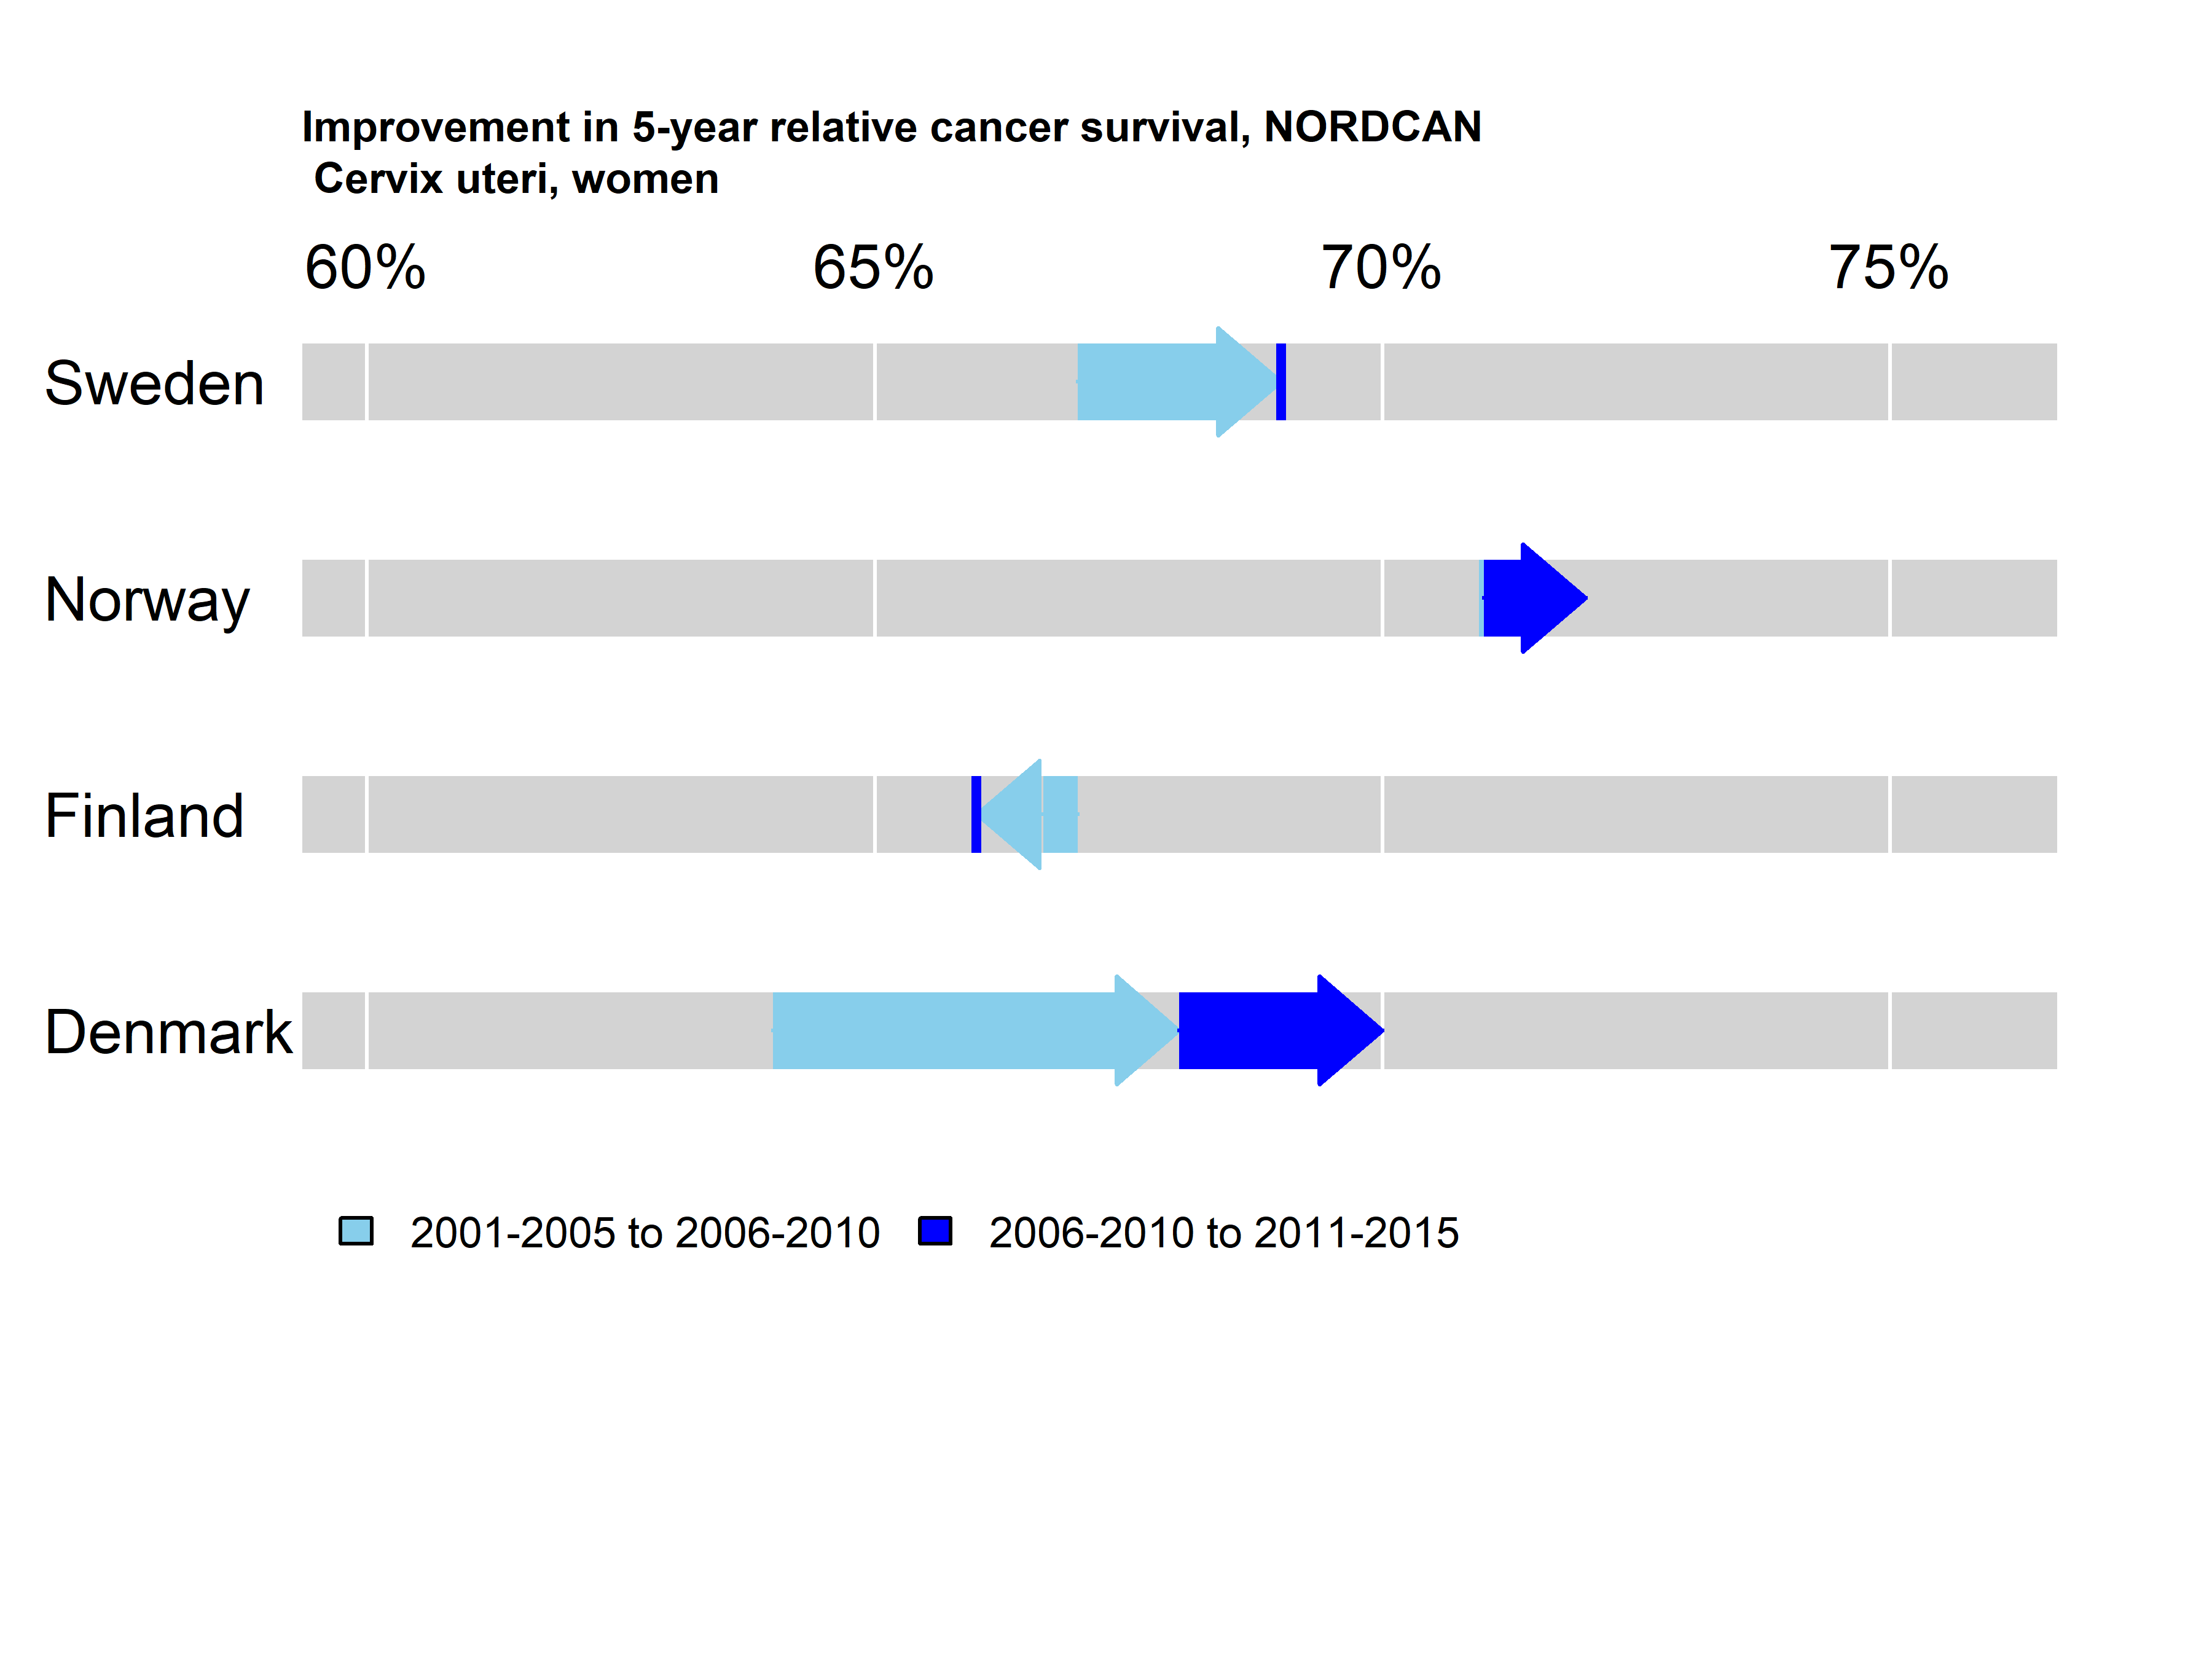 Improvement in 5-year relative cancer survival, NORDCAN
Cervix uteri, women
60% 65% 70% 75%
Sweden
Norway
Finland
Denmark
2001-2005 to 2006-2010 2006-2010 to 2011-2015